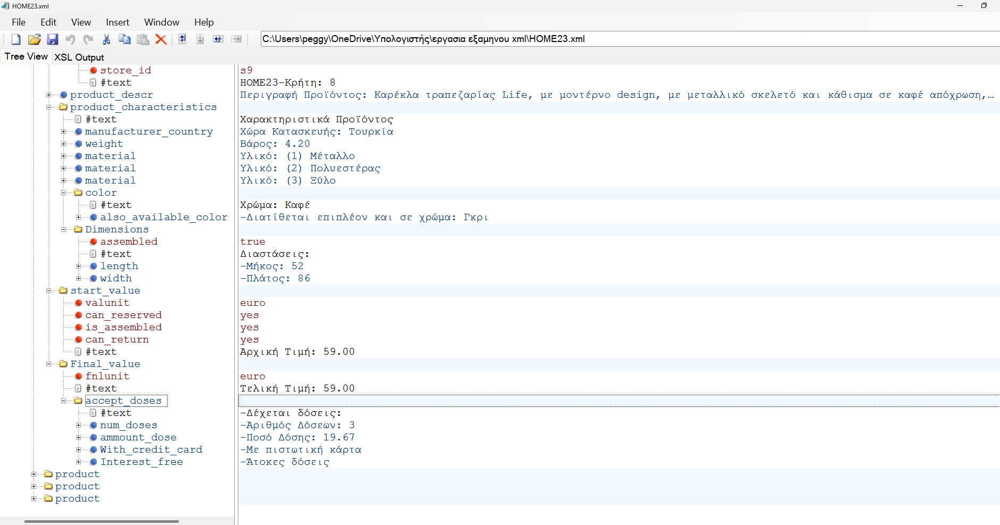 HOME23.xml
File Edit View Insert Window Help
C:\Users\peggy\OneDrive\Υπολογιστής\εργασια εξαμηνου xml\HOME23.xml
Tree View XSL Output
store_id s9
#text HOME23-Κρήτη: 8
product_descr Περιγραφή Προϊόντος: Καρέκλα τραπεζαρίας Life, με μοντέρνο design, με μεταλλικό σκελετό και κάθισμα σε καφέ απόχρωση,...
product_characteristics
#text Χαρακτηριστικά Προϊόντος
manufacturer_country Χώρα Κατασκευής: Τουρκία
weight Βάρος: 4.20
material Υλικό: (1) Μέταλλο
material Υλικό: (2) Πολυεστέρας
material Υλικό: (3) Ξύλο
color
#text Χρώμα: Καφέ
also_available_color -Διατίθεται επιπλέον και σε χρώμα: Γκρι
Dimensions
assembled true
#text Διαστάσεις:
length -Μήκος: 52
width -Πλάτος: 86
start_value
valunit euro
can_reserved yes
is_assembled yes
can_return yes
#text Αρχική Τιμή: 59.00
Final_value
fnlunit euro
#text Τελική Τιμή: 59.00
accept_doses
#text -Δέχεται δόσεις:
num_doses -Αριθμός Δόσεων: 3
ammount_dose -Ποσό Δόσης: 19.67
With_credit_card -Με πιστωτική κάρτα
Interest_free -Άτοκες δόσεις
product
product
product